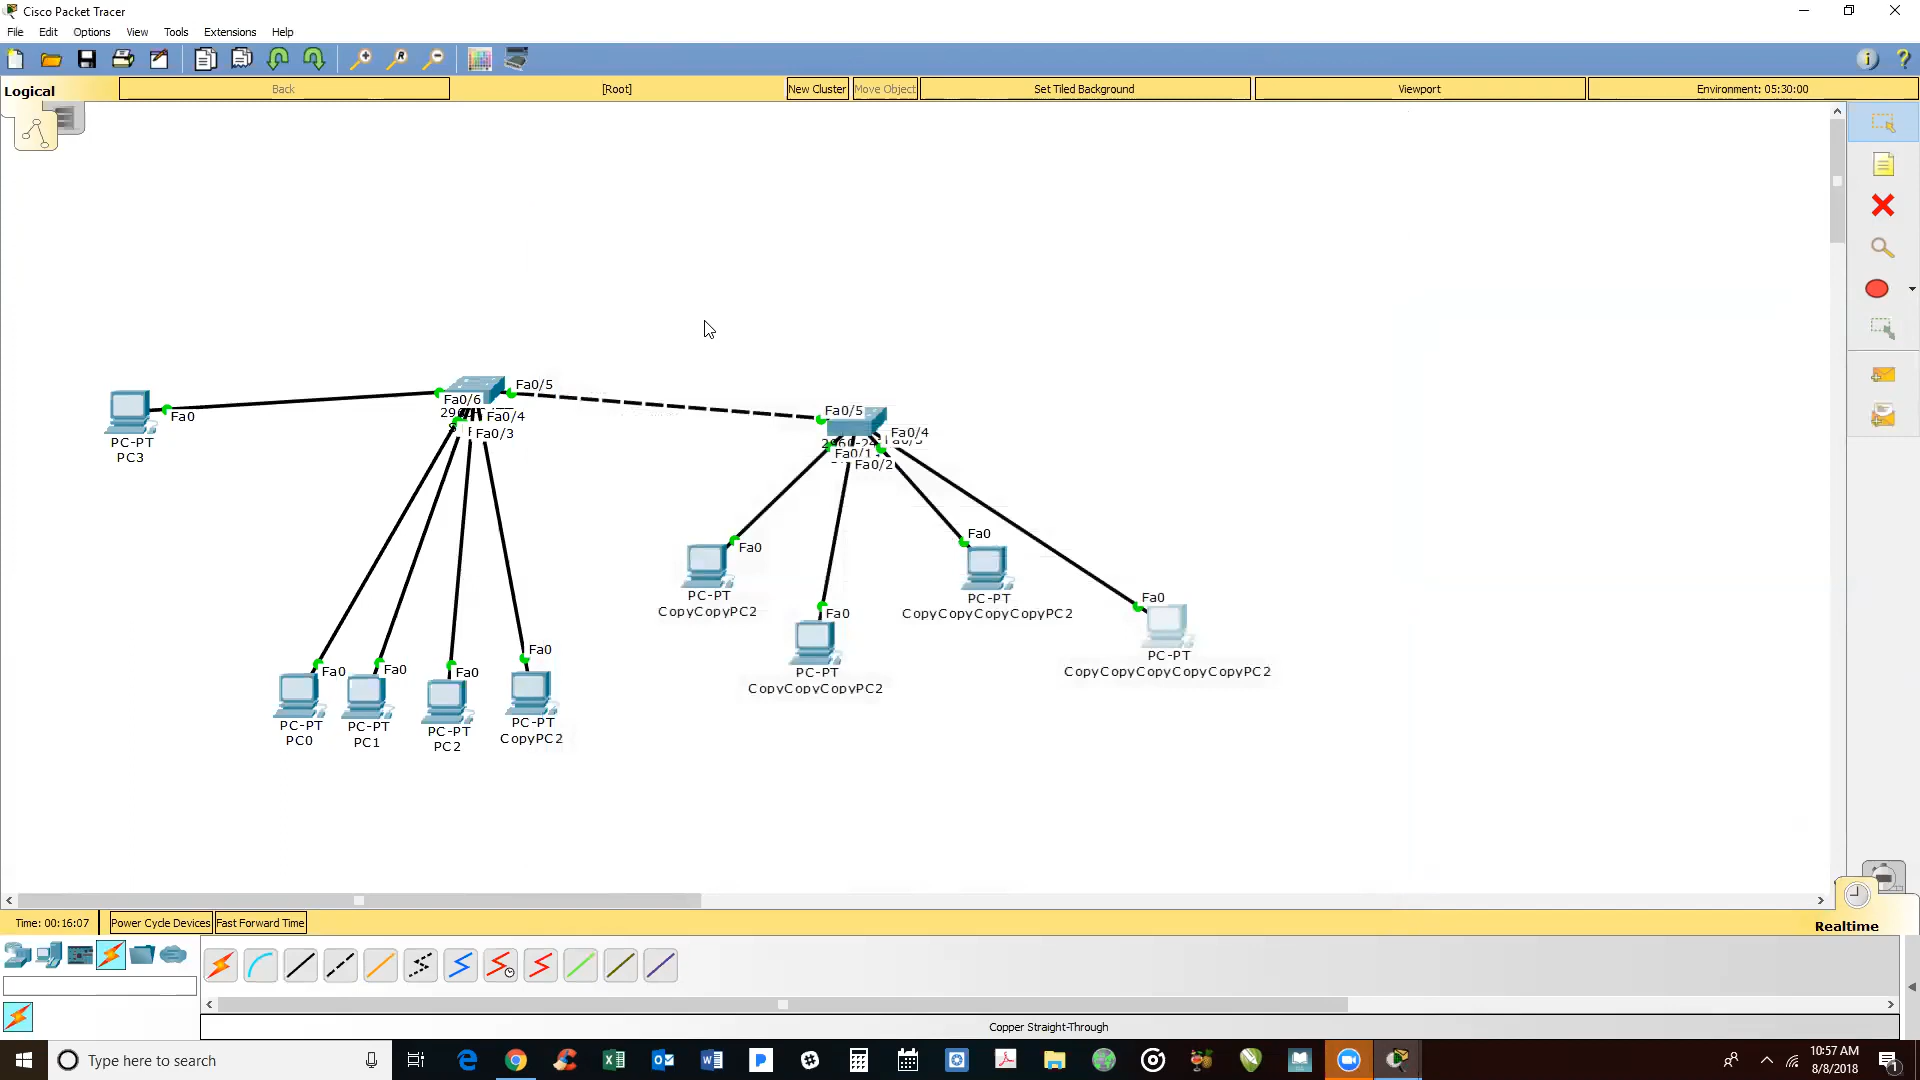 Cisco Packet Tracer
File Edit Options View Tools Extensions Help
Logical
Back
[Root]
New Cluster
Move Object
Set Tiled Background
Viewport
Environment: 05:30:00
Fa0/5
Fa0/6
Fa0/4
Fa0/3
Fa0
PC-PT
PC3
Fa0/5
Fa0/4
2960-24
Fa0/1
Fa0/2
Fa0
PC-PT
CopyCopyPC2
Fa0
PC-PT
CopyCopyCopyPC2
Fa0
PC-PT
CopyCopyCopyCopyPC2
Fa0
PC-PT
CopyCopyCopyCopyCopyPC2
Fa0
PC-PT
PC0
Fa0
PC-PT
PC1
Fa0
PC-PT
PC2
Fa0
PC-PT
CopyPC2
Time: 00:16:07
Power Cycle Devices
Fast Forward Time
Realtime
Copper Straight-Through
Type here to search
10:57 AM
8/8/2018